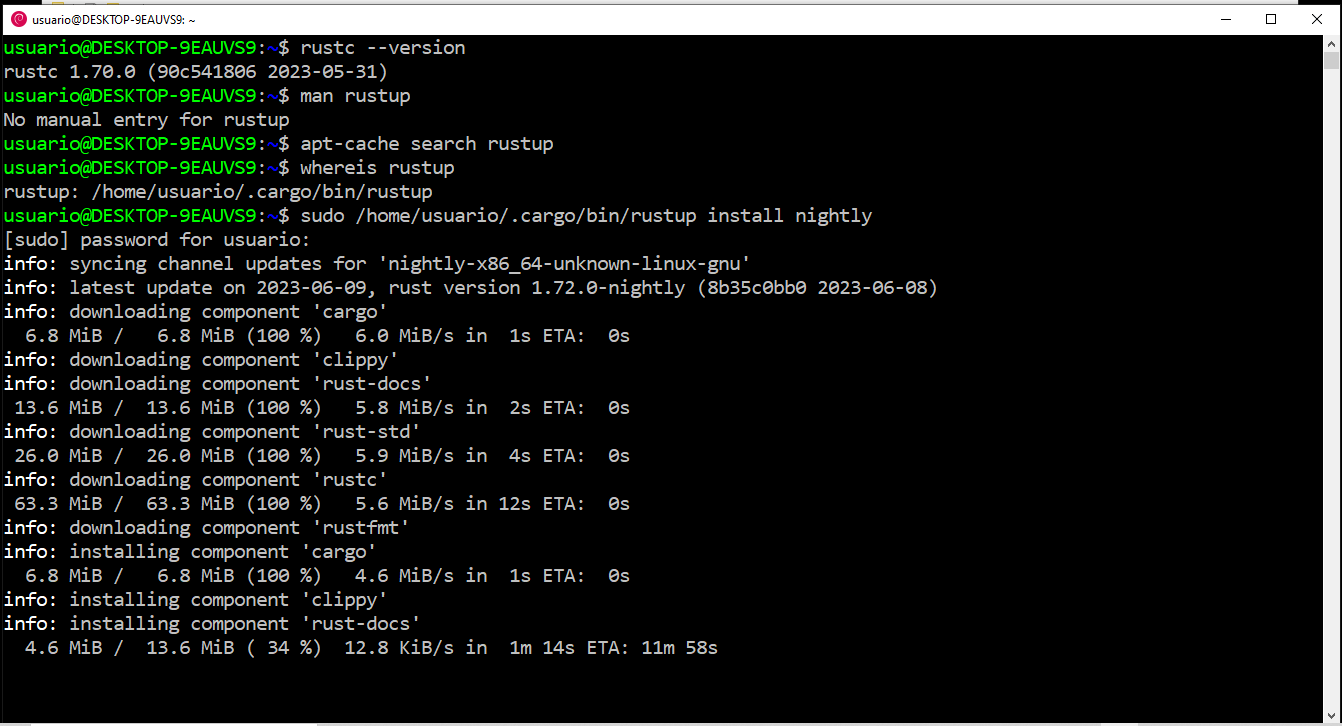 usuario@DESKTOP-9EAUVS9: ~
usuario@DESKTOP-9EAUVS9:~$ rustc --version
rustc 1.70.0 (90c541806 2023-05-31)
usuario@DESKTOP-9EAUVS9:~$ man rustup
No manual entry for rustup
usuario@DESKTOP-9EAUVS9:~$ apt-cache search rustup
usuario@DESKTOP-9EAUVS9:~$ whereis rustup
rustup: /home/usuario/.cargo/bin/rustup
usuario@DESKTOP-9EAUVS9:~$ sudo /home/usuario/.cargo/bin/rustup install nightly
[sudo] password for usuario:
info: syncing channel updates for 'nightly-x86_64-unknown-linux-gnu'
info: latest update on 2023-06-09, rust version 1.72.0-nightly (8b35c0bb0 2023-06-08)
info: downloading component 'cargo'
  6.8 MiB /   6.8 MiB (100 %)   6.0 MiB/s in  1s ETA:  0s
info: downloading component 'clippy'
info: downloading component 'rust-docs'
 13.6 MiB /  13.6 MiB (100 %)   5.8 MiB/s in  2s ETA:  0s
info: downloading component 'rust-std'
 26.0 MiB /  26.0 MiB (100 %)   5.9 MiB/s in  4s ETA:  0s
info: downloading component 'rustc'
 63.3 MiB /  63.3 MiB (100 %)   5.6 MiB/s in 12s ETA:  0s
info: downloading component 'rustfmt'
info: installing component 'cargo'
  6.8 MiB /   6.8 MiB (100 %)   4.6 MiB/s in  1s ETA:  0s
info: installing component 'clippy'
info: installing component 'rust-docs'
  4.6 MiB /  13.6 MiB ( 34 %)  12.8 KiB/s in  1m 14s ETA: 11m 58s